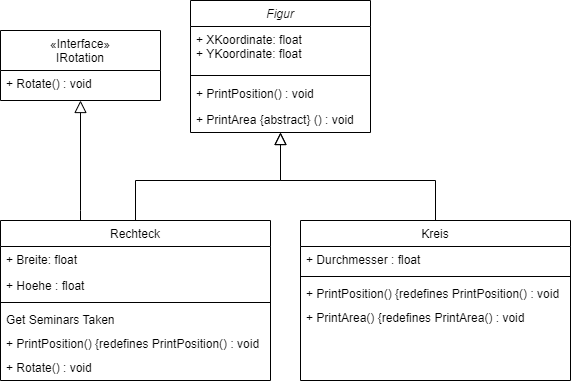 Figur
+ XKoordinate: float
+ YKoordinate: float
+ PrintPosition() : void
+ PrintArea {abstract} () : void
«Interface»
IRotation
+ Rotate() : void
Rechteck
+ Breite: float
+ Hoehe : float
Get Seminars Taken
+ PrintPosition() {redefines PrintPosition() : void
+ Rotate() : void
Kreis
+ Durchmesser : float
+ PrintPosition() {redefines PrintPosition() : void
+ PrintArea() {redefines PrintArea() : void